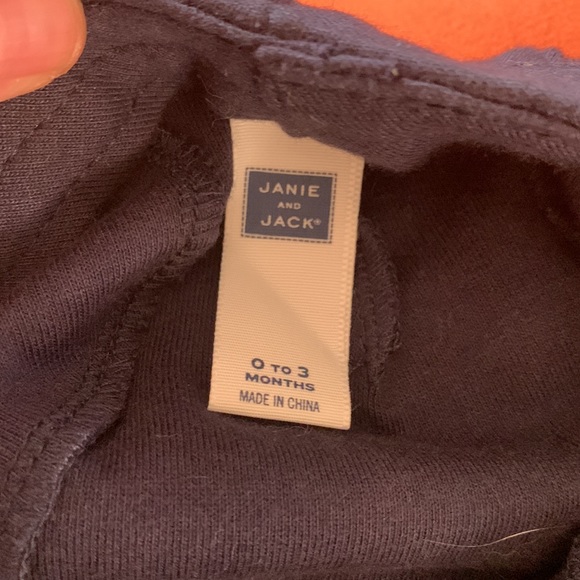 JANIE
AND
JACK®
0 TO 3
MONTHS
MADE IN CHINA